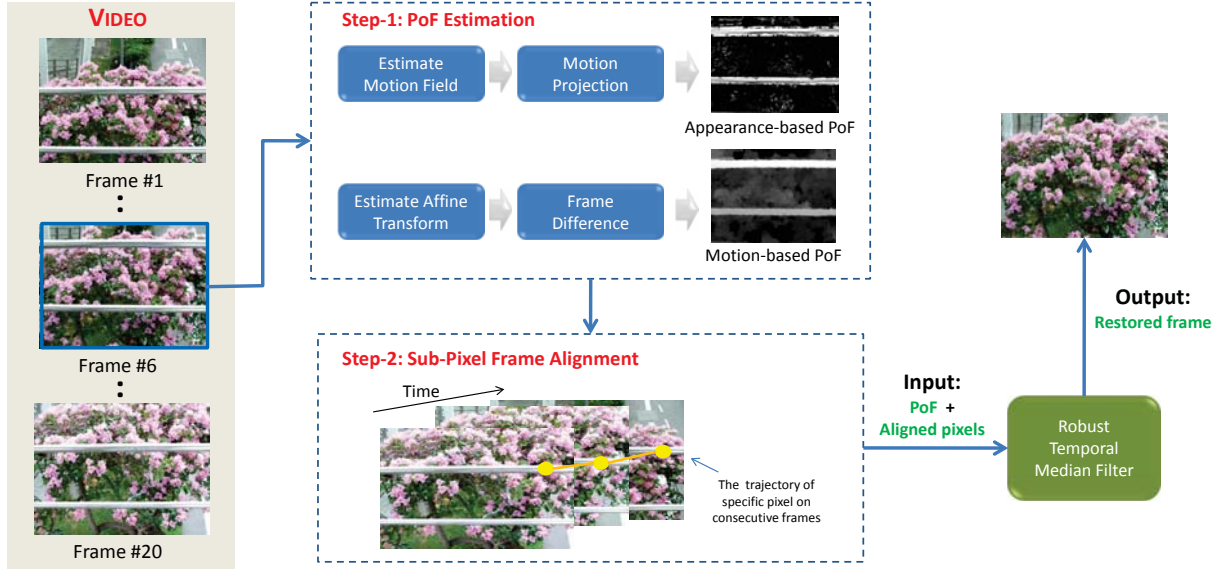 VIDEO
Frame #1
Frame #6
Frame #20
Step-1: PoF Estimation
Estimate
Motion Field
Motion
Projection
Appearance-based PoF
Estimate Affine
Transform
Frame
Difference
Motion-based PoF
Step-2: Sub-Pixel Frame Alignment
Time
The trajectory of
specific pixel on
consecutive frames
Input:
PoF +
Aligned pixels
Robust
Temporal
Median Filter
Output:
Restored frame